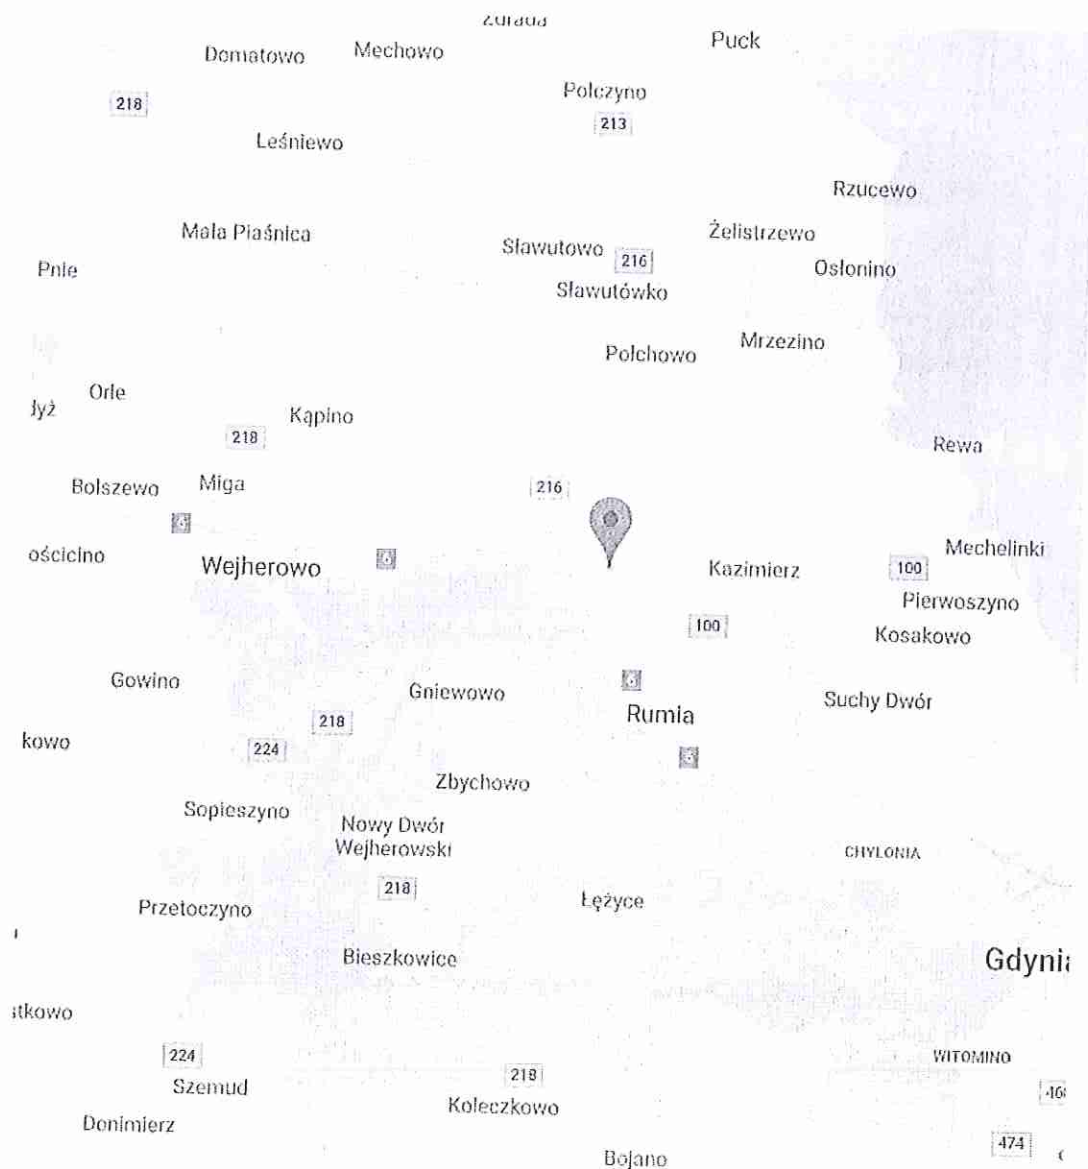 Domatowo
Mechowo
Puck
218
Połczyno
213
Leśniewo
Rzucewo
Mała Piaśnica
Sławutowo
216
Żelistrzewo
Pnie
Osłonino
Sławutówko
Połchowo
Mrzezino
Orle
Kąpino
218
Rewa
Bolszewo
Miga
216
ościcino
Wejherowo
Kazimierz
100
Mechelinki
Pierwoszyno
100
Kosakowo
Gowino
Gniewowo
Rumia
Suchy Dwór
kowo
224
218
Zbychowo
Sopieszyno
Nowy Dwór
Wejherowski
CHYLONIA
218
Przetoczyno
Łężyce
Bieszkowice
Gdynia
tkowo
224
218
WITOMINO
Szemud
Koleczkowo
Donimierz
474
Bojano